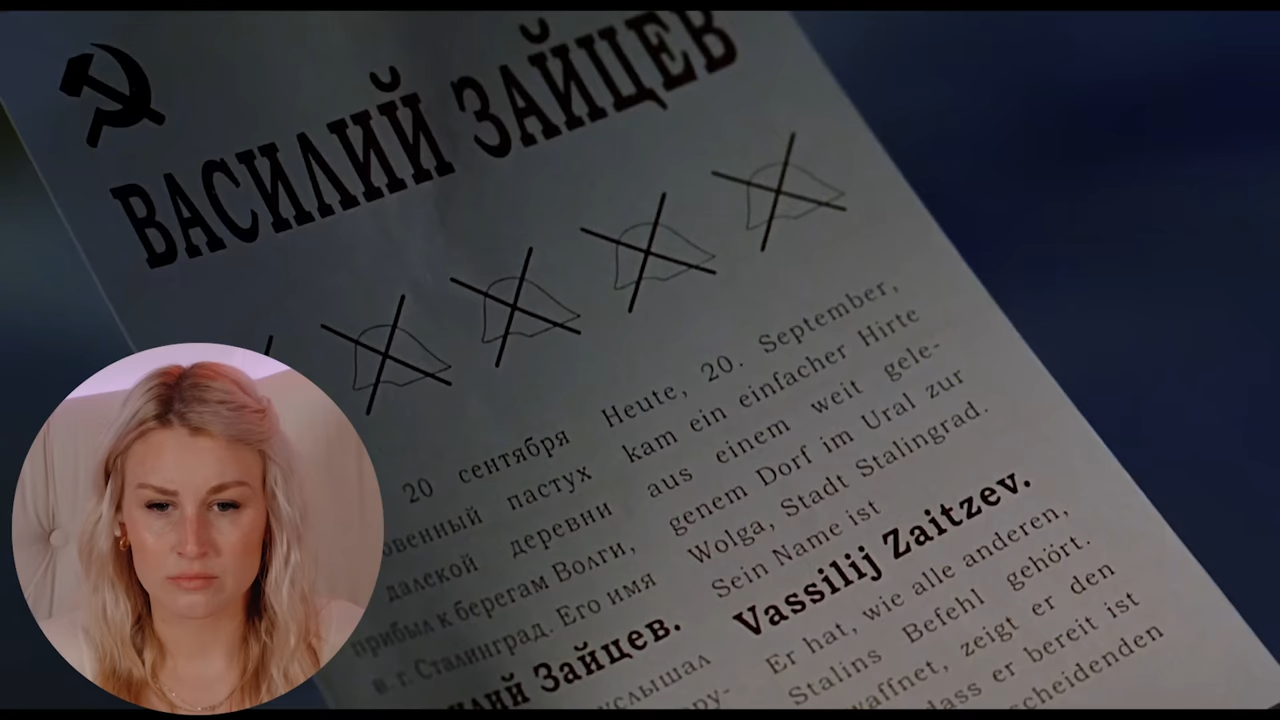 ВАСИЛИЙ ЗАЙЦЕВ
20 сентября
пастух
далекой деревни
прибыл к берегам Волги,
в. г. Сталинград. Его имя
Зайцев.
Heute, 20. September,
kam ein einfacher Hirte
aus einem weit gele-
genem Dorf im Ural zur
Wolga, Stadt Stalingrad.
Sein Name ist
Vassilij Zaitzev.
Er hat, wie alle anderen,
Stalins Befehl gehört.
zeigt er den
dass er bereit ist